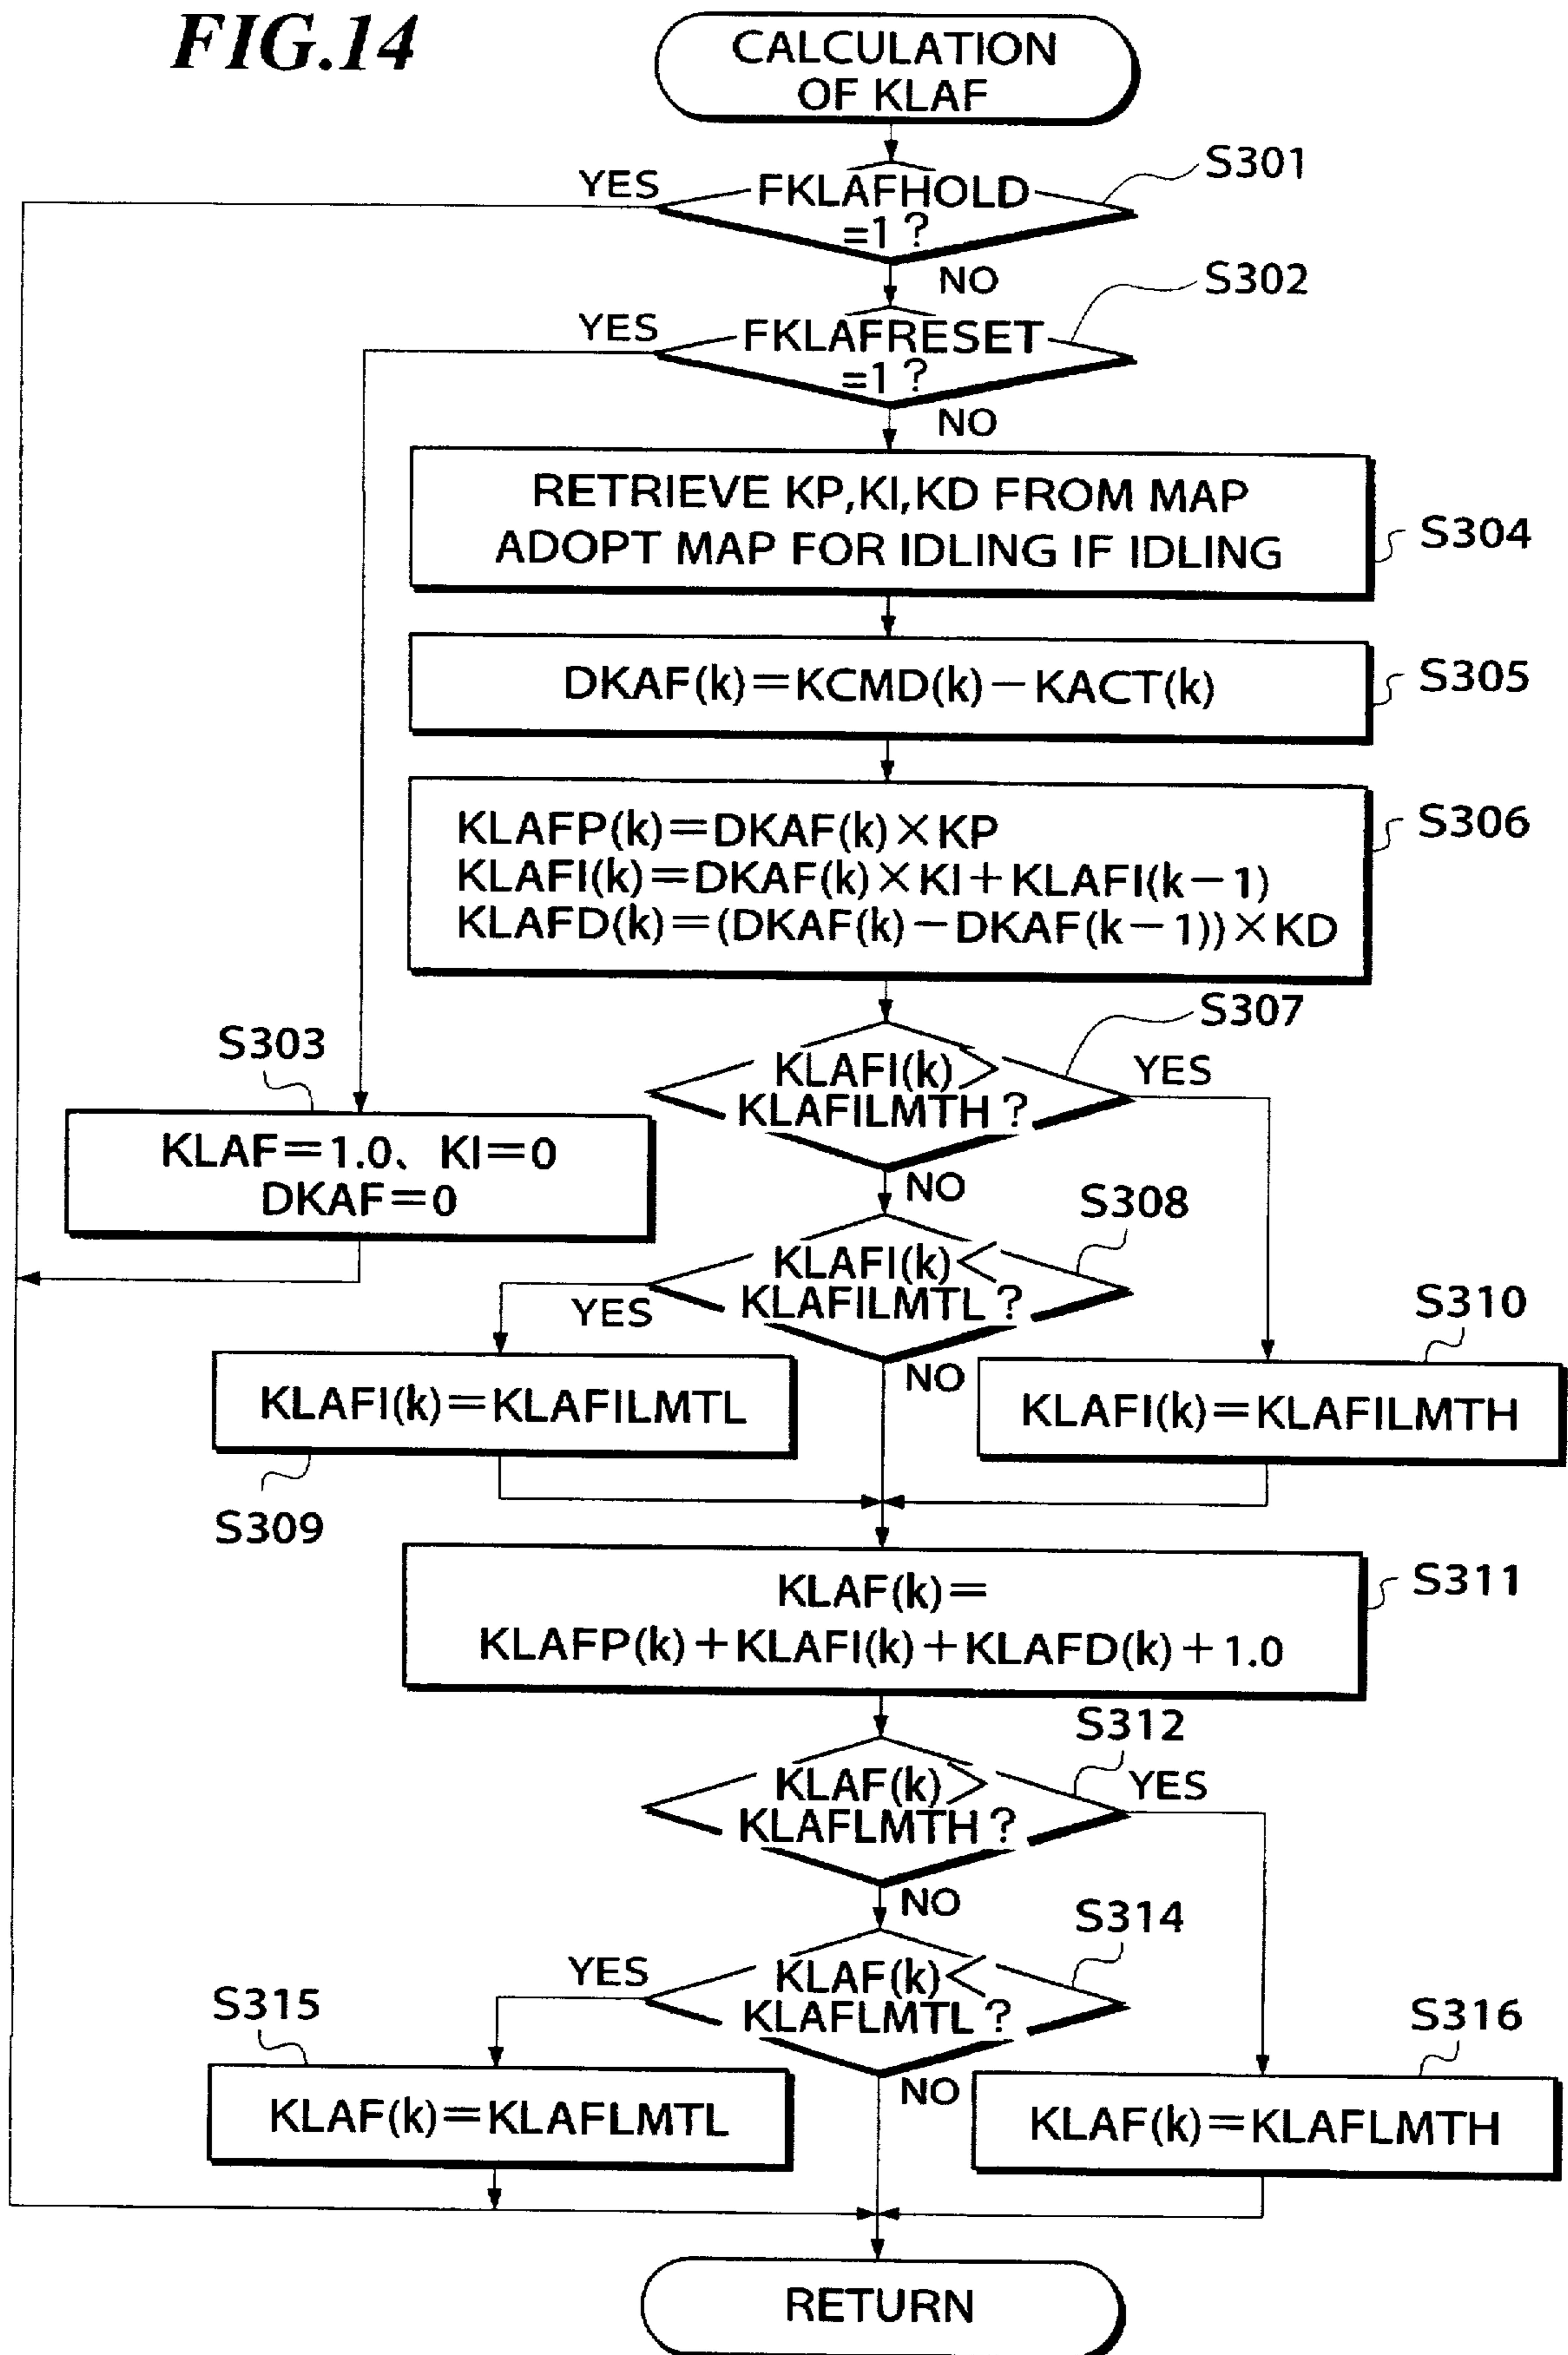 FIG.14
CALCULATION
OF KLAF
S301
YES
FKLAFHOLD
=1?
NO
S302
YES
FKLAFRESET
=1?
NO
RETRIEVE KP,KI,KD FROM MAP
ADOPT MAP FOR IDLING IF IDLING
S304
DKAF(k)=KCMD(k)-KACT(k)
S305
KLAFP(k)=DKAF(k)×KP
KLAFI(k)=DKAF(k)×KI+KLAFI(k-1)
KLAFD(k)=(DKAF(k)-DKAF(k-1))×KD
S306
S307
S303
KLAFI(k)>
KLAFILMTH?
YES
KLAF=1.0、KI=0
DKAF=0
NO
S308
KLAFI(k)<
KLAFILMTL?
YES
S310
NO
KLAFI(k)=KLAFILMTL
KLAFI(k)=KLAFILMTH
S309
KLAF(k)=
KLAFP(k)+KLAFI(k)+KLAFD(k)+1.0
S311
S312
KLAF(k)>
KLAFLMTH?
YES
NO
S314
YES
KLAF(k)<
KLAFLMTL?
S315
S316
NO
KLAF(k)=KLAFLMTL
KLAF(k)=KLAFLMTH
RETURN